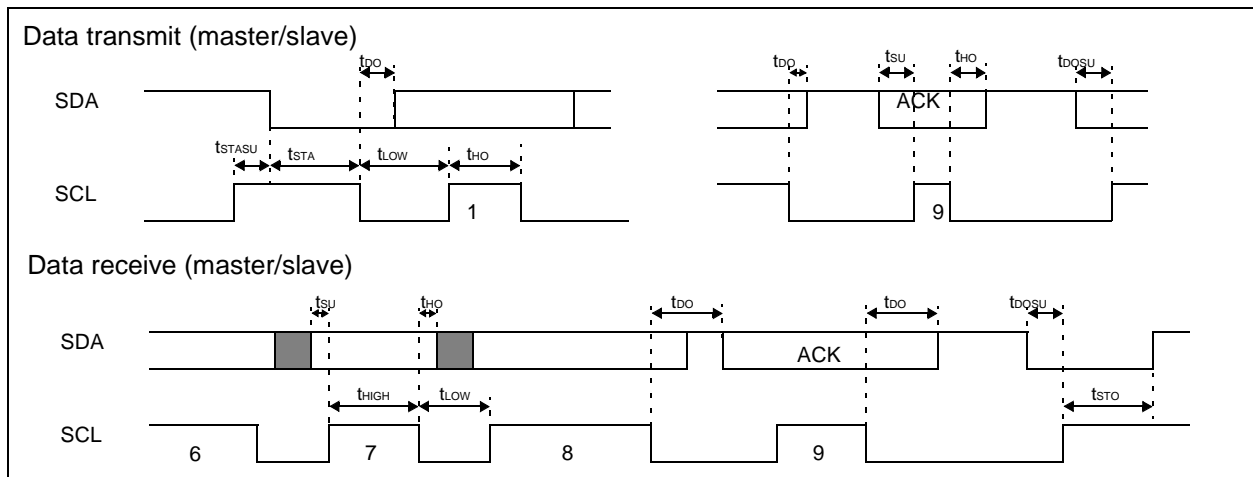 Data transmit (master/slave)
tDO tDO tSU tHO tDOSU
SDA ACK
tSTASU tSTA tLOW tHO
SCL 1 9
Data receive (master/slave)
tSU tHO tDO tDO tDOSU
SDA ACK
tHIGH tLOW tSTO
SCL 6 7 8 9